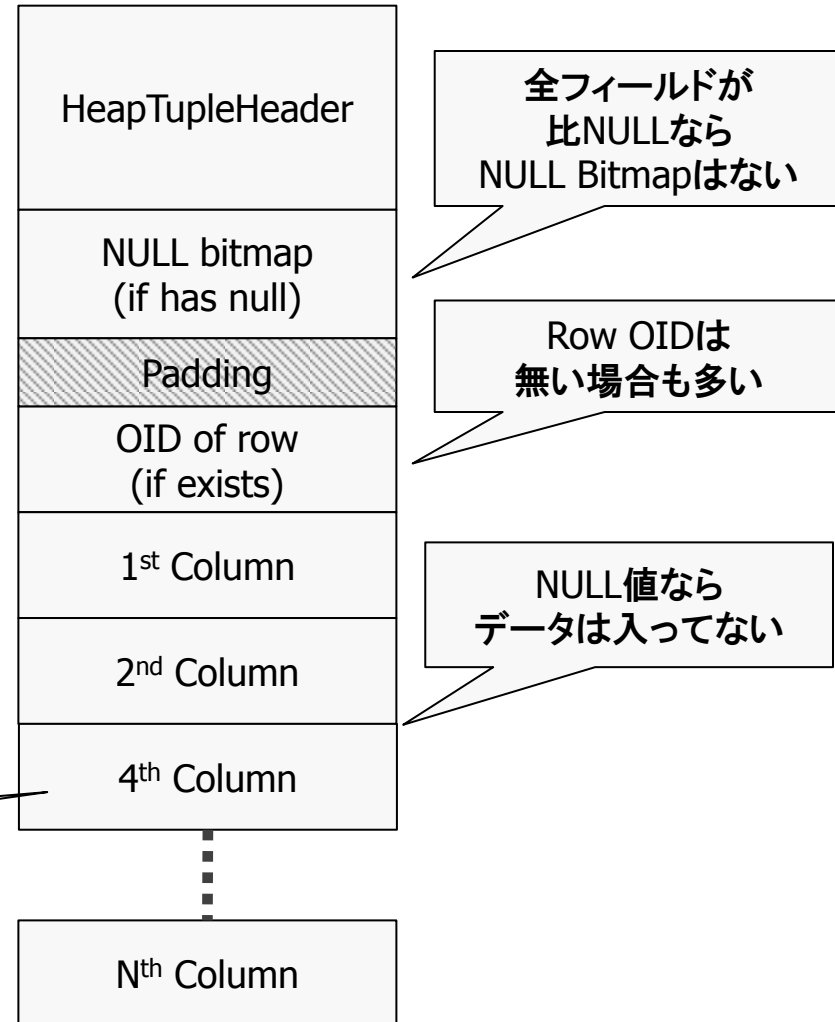 HeapTupleHeader
全フィールドが
比NULLなら
NULL Bitmapはない
NULL bitmap
(if has null)
Row OIDは
無い場合も多い
Padding
OID of row
(if exists)
1st Column
NULL値なら
データは入ってない
2nd Column
4th Column
Nth Column